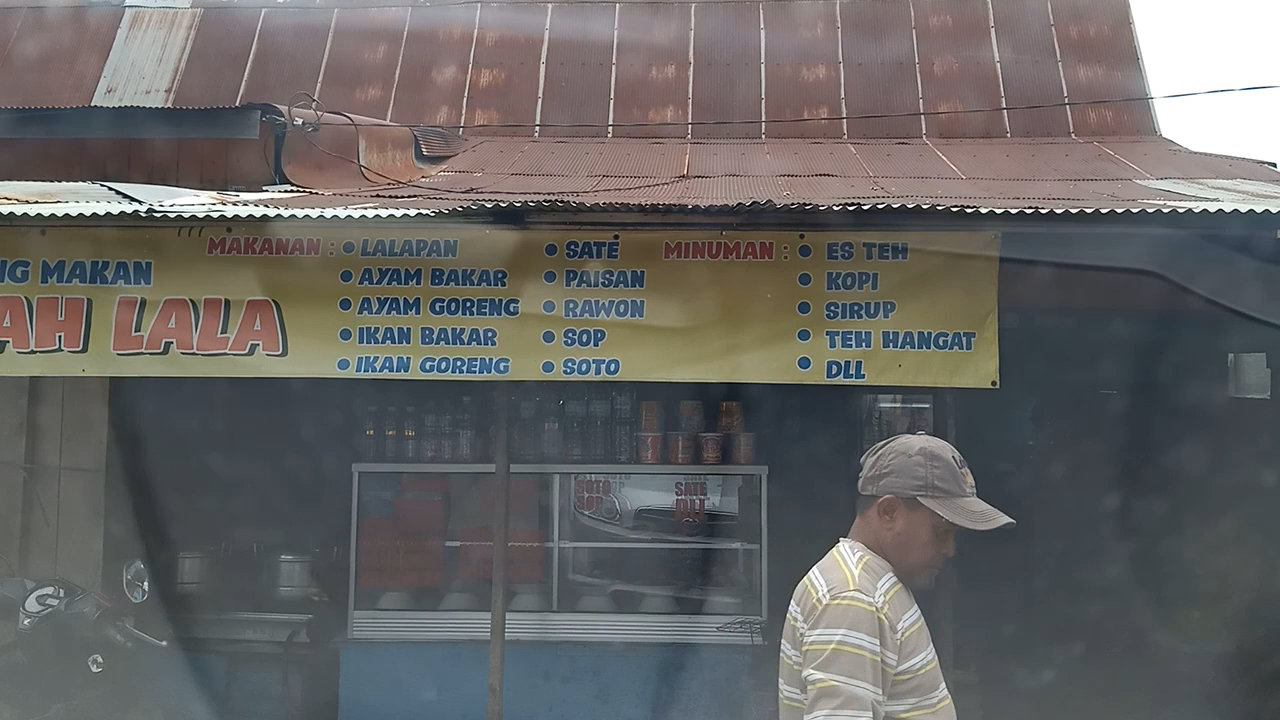 NG MAKAN
AH LALA
MAKANAN :
• LALAPAN
• AYAM BAKAR
• AYAM GORENG
• IKAN BAKAR
• IKAN GORENG
• SATE
• PAISAN
• RAWON
• SOP
• SOTO
MINUMAN :
• ES TEH
• KOPI
• SIRUP
• TEH HANGAT
• DLL
SOTO
SOP
SATE
DLL